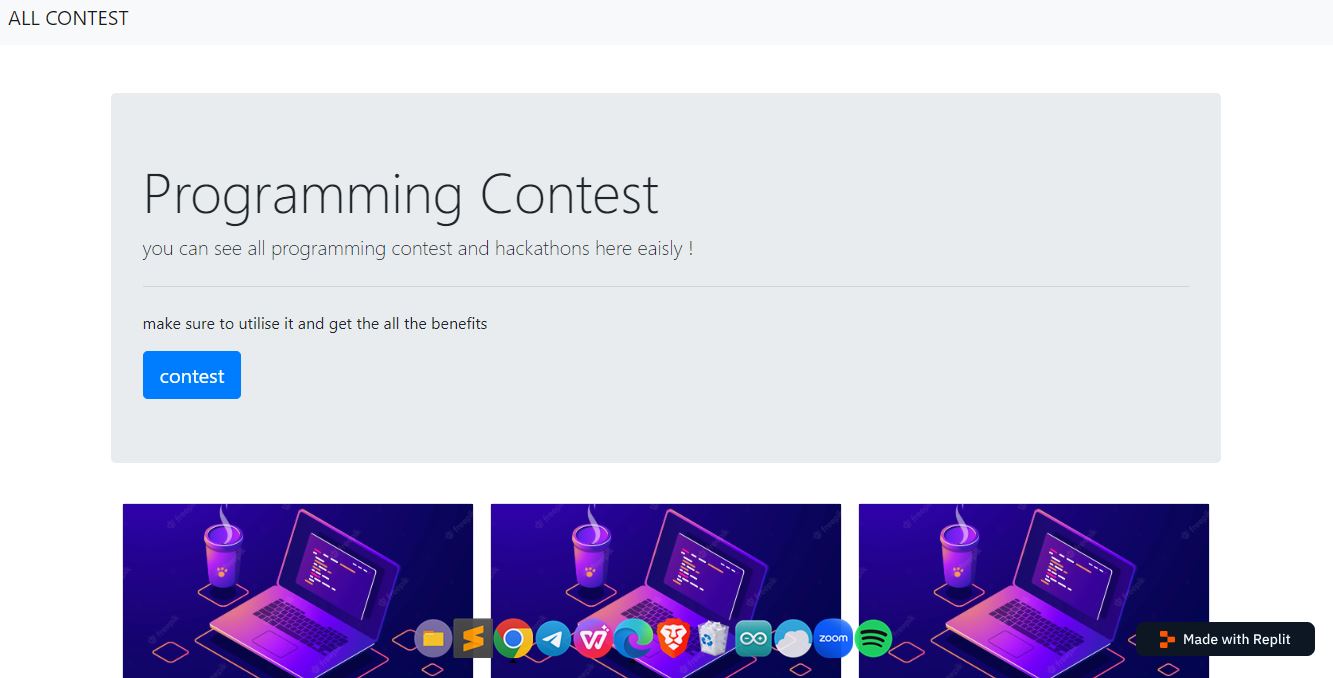 ALL CONTEST
Programming Contest
you can see all programming contest and hackathons here eaisly !
make sure to utilise it and get the all the benefits
contest
zoom
Made with Replit